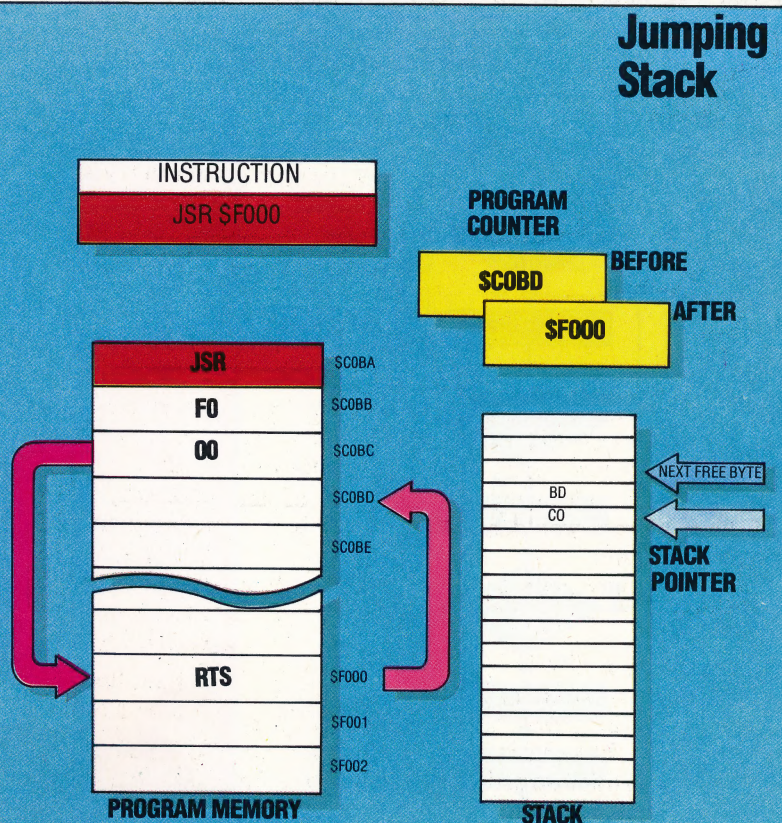 Jumping
Stack
INSTRUCTION
JSR $F000
PROGRAM
COUNTER
$C0BD
BEFORE
$F000
AFTER
JSR
$C0BA
F0
$C0BB
00
$C0BC
$C0BD
$C0BE
RTS
$F000
$F001
$F002
PROGRAM MEMORY
NEXT FREE BYTE
BD
CO
STACK
POINTER
STACK